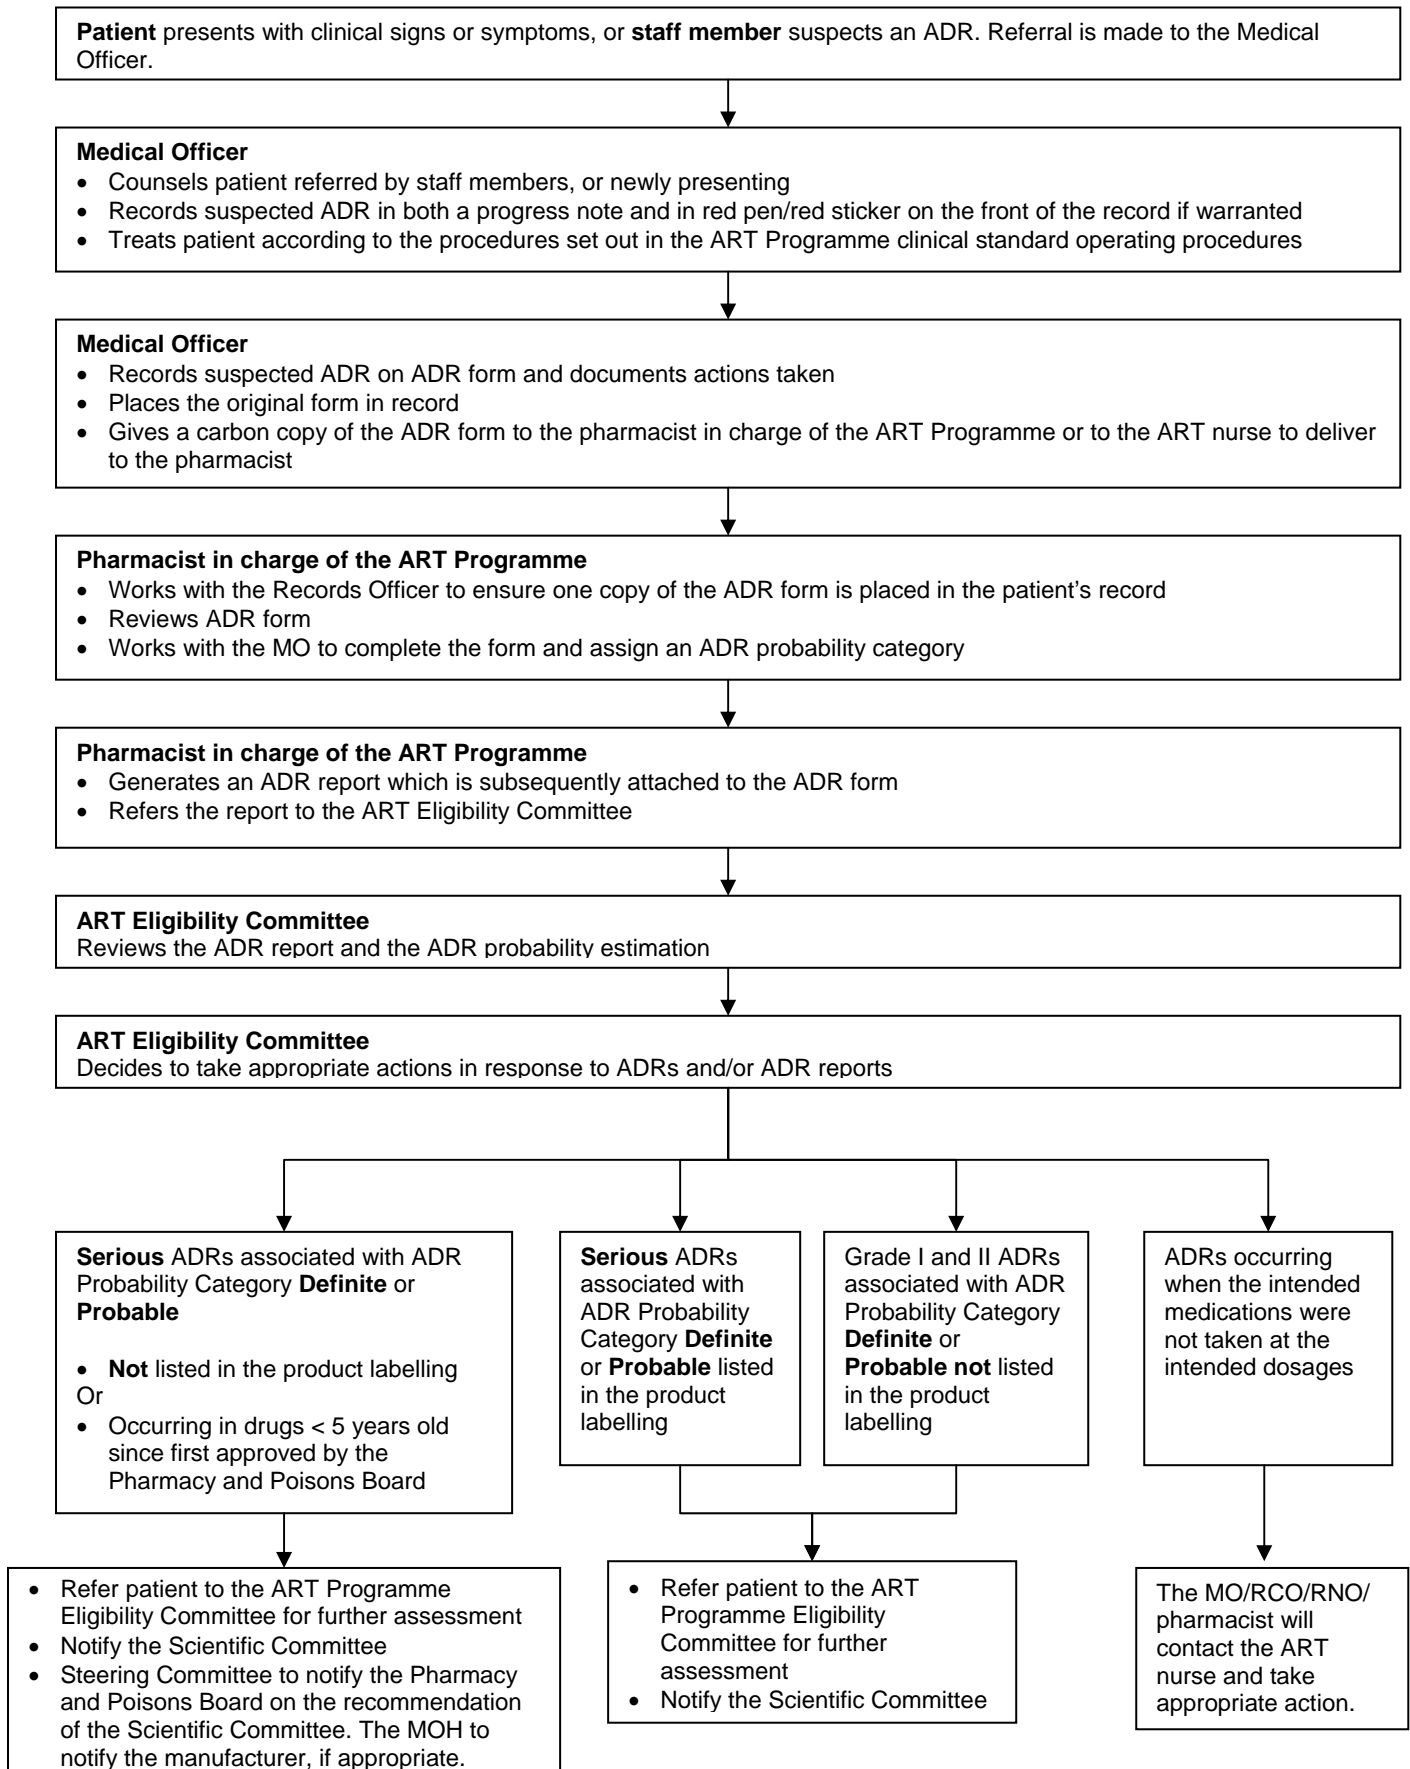 Patient presents with clinical signs or symptoms, or staff member suspects an ADR. Referral is made to the Medical
Officer.
Medical Officer
• Counsels patient referred by staff members, or newly presenting
• Records suspected ADR in both a progress note and in red pen/red sticker on the front of the record if warranted
• Treats patient according to the procedures set out in the ART Programme clinical standard operating procedures
Medical Officer
• Records suspected ADR on ADR form and documents actions taken
• Places the original form in record
• Gives a carbon copy of the ADR form to the pharmacist in charge of the ART Programme or to the ART nurse to deliver
to the pharmacist
Pharmacist in charge of the ART Programme
• Works with the Records Officer to ensure one copy of the ADR form is placed in the patient's record
• Reviews ADR form
• Works with the MO to complete the form and assign an ADR probability category
Pharmacist in charge of the ART Programme
• Generates an ADR report which is subsequently attached to the ADR form
• Refers the report to the ART Eligibility Committee
ART Eligibility Committee
Reviews the ADR report and the ADR probability estimation
ART Eligibility Committee
Decides to take appropriate actions in response to ADRs and/or ADR reports
Serious ADRs associated with ADR
Probability Category Definite or
Probable
• Not listed in the product labelling
Or
• Occurring in drugs < 5 years old
since first approved by the
Pharmacy and Poisons Board
Serious ADRs
associated with
ADR Probability
Category Definite
or Probable listed
in the product
labelling
Grade I and II ADRs
associated with ADR
Probability Category
Definite or
Probable not listed
in the product
labelling
ADRs occurring
when the intended
medications were
not taken at the
intended dosages
• Refer patient to the ART Programme
Eligibility Committee for further assessment
• Notify the Scientific Committee
• Steering Committee to notify the Pharmacy
and Poisons Board on the recommendation
of the Scientific Committee. The MOH to
notify the manufacturer, if appropriate.
• Refer patient to the ART
Programme Eligibility
Committee for further
assessment
• Notify the Scientific Committee
The MO/RCO/RNO/
pharmacist will
contact the ART
nurse and take
appropriate action.